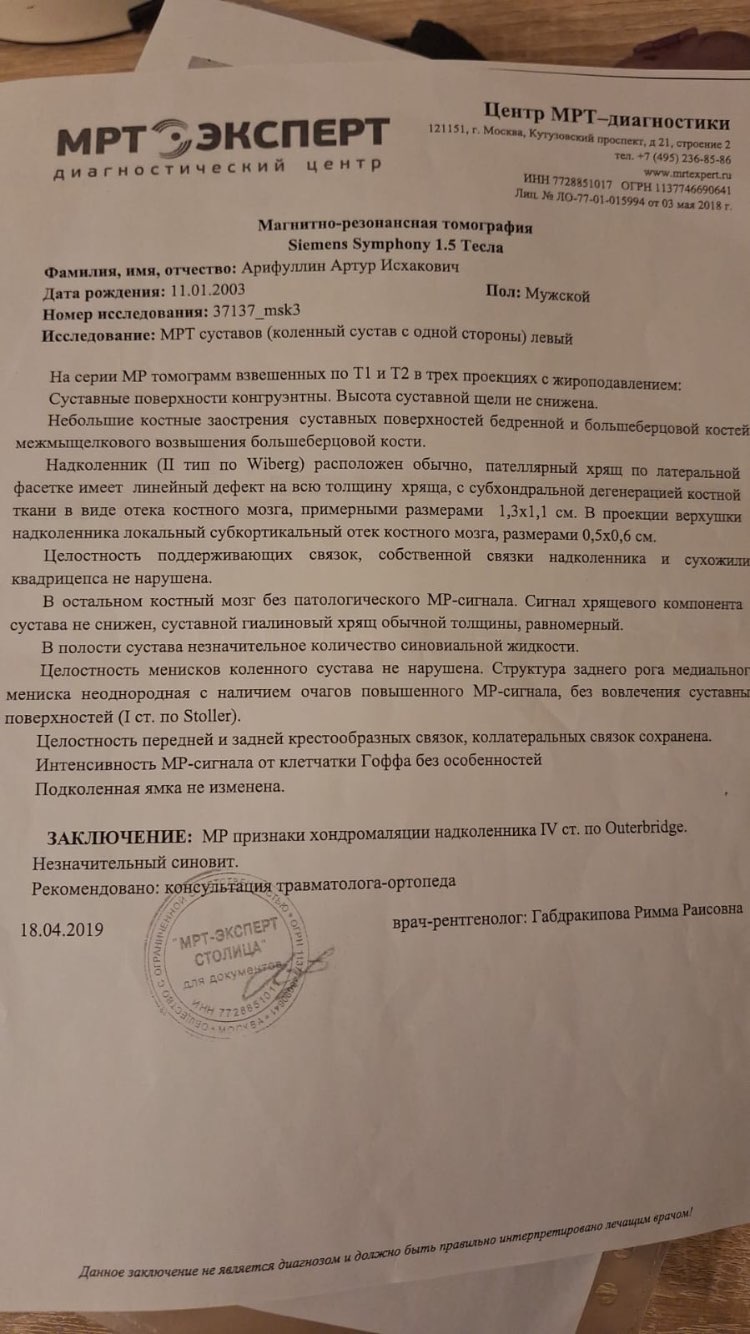 МРТ ЭКСПЕРТ
диагностический центр
Центр МРТ–диагностики
121151, г. Москва, Кутузовский проспект, д 21, строение 2
тел. +7 (495) 236-85-86
www.mrtexpert.ru
ИНН 7728851017 ОГРН 1137746690641
Лиц. № ЛО-77-01-015994 от 03 мая 2018 г.
Магнитно-резонансная томография
Siemens Symphony 1.5 Тесла
Фамилия, имя, отчество: Арифуллин Артур Исхакович
Дата рождения: 11.01.2003 Пол: Мужской
Номер исследования: 37137_msk3
Исследование: МРТ суставов (коленный сустав с одной стороны) левый
На серии МР томограмм взвешенных по Т1 и Т2 в трех проекциях с жироподавлением:
Суставные поверхности конгруэнтны. Высота суставной щели не снижена.
Небольшие костные заострения суставных поверхностей бедренной и большеберцовой костей
межмыщелкового возвышения большеберцовой кости.
Надколенник (II тип по Wiberg) расположен обычно, пателлярный хрящ по латеральной
фасетке имеет линейный дефект на всю толщину хряща, с субхондральной дегенерацией костной
ткани в виде отека костного мозга, примерными размерами 1,3х1,1 см. В проекции верхушки
надколенника локальный субкортикальный отек костного мозга, размерами 0,5х0,6 см.
Целостность поддерживающих связок, собственной связки надколенника и сухожили
квадрицепса не нарушена.
В остальном костный мозг без патологического МР-сигнала. Сигнал хрящевого компонента
сустава не снижен, суставной гиалиновый хрящ обычной толщины, равномерный.
В полости сустава незначительное количество синовиальной жидкости.
Целостность менисков коленного сустава не нарушена. Структура заднего рога медиальног
мениска неоднородная с наличием очагов повышенного МР-сигнала, без вовлечения суставны
поверхностей (I ст. по Stoller).
Целостность передней и задней крестообразных связок, коллатеральных связок сохранена.
Интенсивность МР-сигнала от клетчатки Гоффа без особенностей
Подколенная ямка не изменена.
ЗАКЛЮЧЕНИЕ: МР признаки хондромаляции надколенника IV ст. по Outerbridge.
Незначительный синовит.
Рекомендовано: консультация травматолога-ортопеда
18.04.2019 врач-рентгенолог: Габдракипова Римма Раисовна
"МРТ-ЭКСПЕРТ
СТОЛИЦА"
для документов
ИНН 7728851017
Данное заключение не является диагнозом и должно быть правильно интерпретировано лечащим врачом!